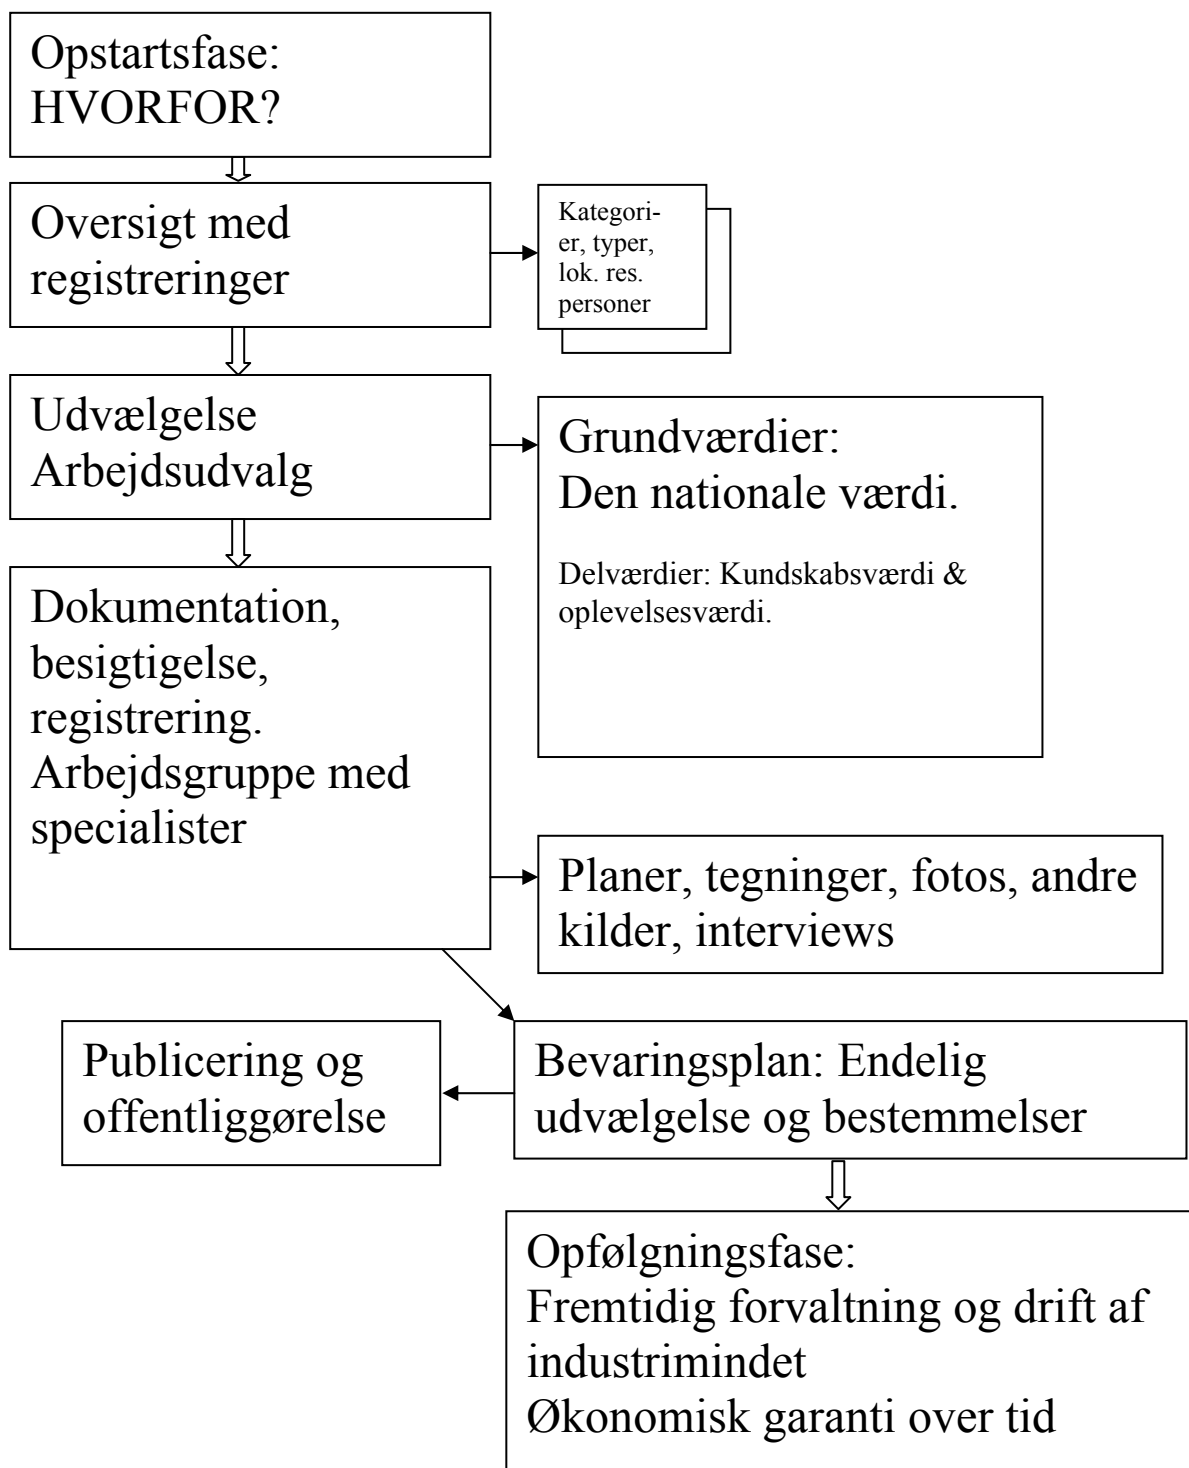 Opstartsfase:
HVORFOR?
Oversigt med
registreringer
Kategori-
er, typer,
lok. res.
personer
Udvælgelse
Arbejdsudvalg
Grundværdier:
Den nationale værdi.
Delværdier: Kundskabsværdi &
oplevelsesværdi.
Dokumentation,
besigtigelse,
registrering.
Arbejdsgruppe med
specialister
Planer, tegninger, fotos, andre
kilder, interviews
Publicering og
offentliggørelse
Bevaringsplan: Endelig
udvælgelse og bestemmelser
Opfølgningsfase:
Fremtidig forvaltning og drift af
industrimindet
Økonomisk garanti over tid